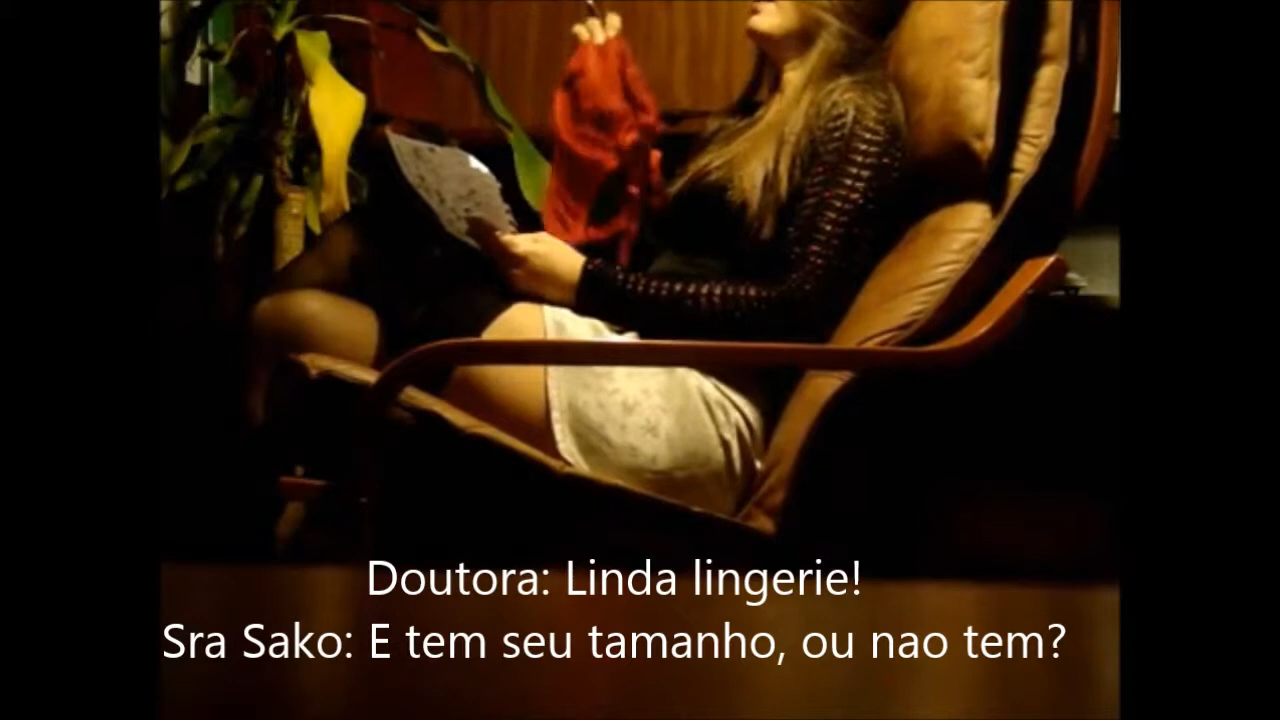 Doutora: Linda lingerie!
Sra Sako: E tem seu tamanho, ou nao tem?